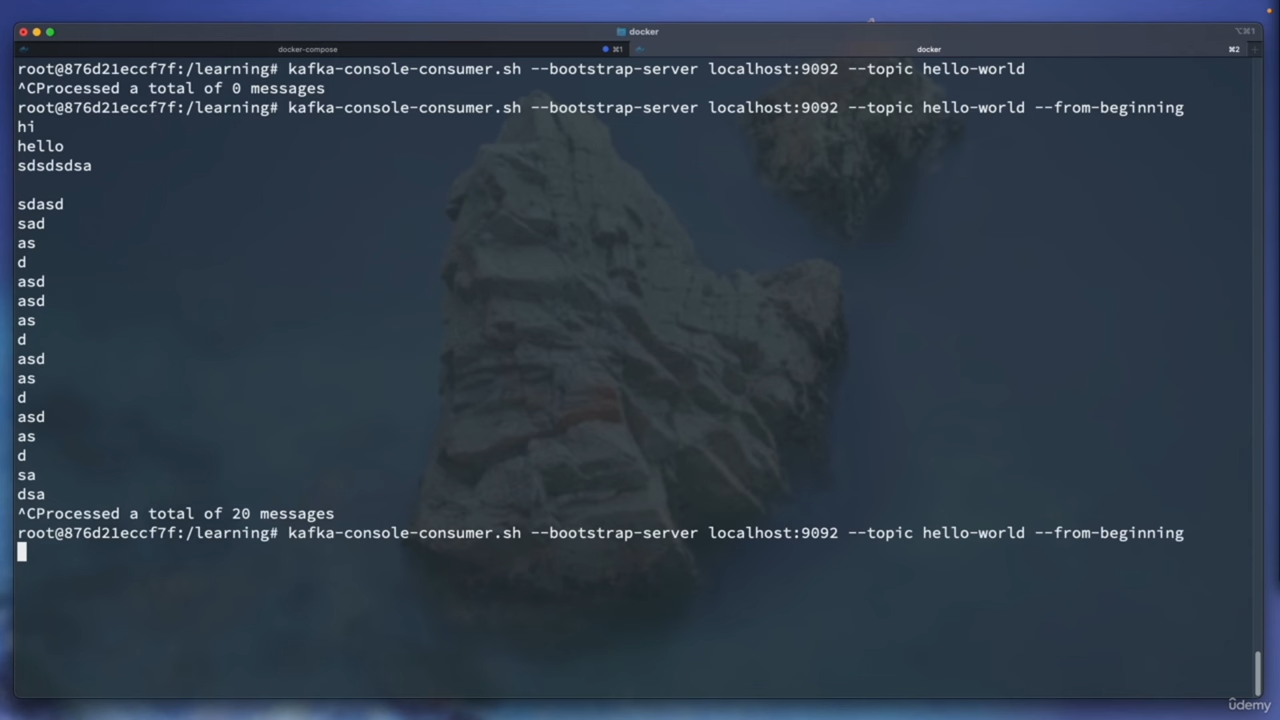 docker
⌥⌘1
docker-compose
⌘1
docker
⌘2
root@876d21eccf7f:/learning# kafka-console-consumer.sh --bootstrap-server localhost:9092 --topic hello-world
^CProcessed a total of 0 messages
root@876d21eccf7f:/learning# kafka-console-consumer.sh --bootstrap-server localhost:9092 --topic hello-world --from-beginning
hi
hello
sdsdsdsa
sdasd
sad
as
d
asd
asd
as
d
asd
as
d
asd
as
d
sa
dsa
^CProcessed a total of 20 messages
root@876d21eccf7f:/learning# kafka-console-consumer.sh --bootstrap-server localhost:9092 --topic hello-world --from-beginning
udemy